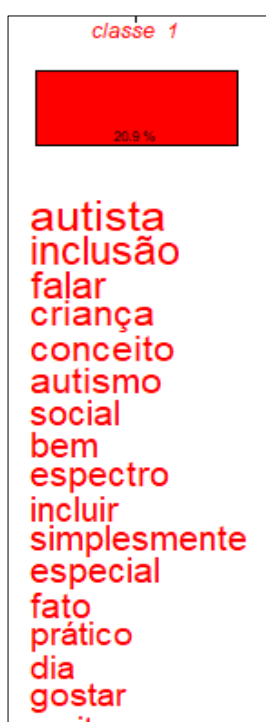 classe 1
20.9 %
autista
inclusão
falar
criança
conceito
autismo
social
bem
espectro
incluir
simplesmente
especial
fato
prático
dia
gostar